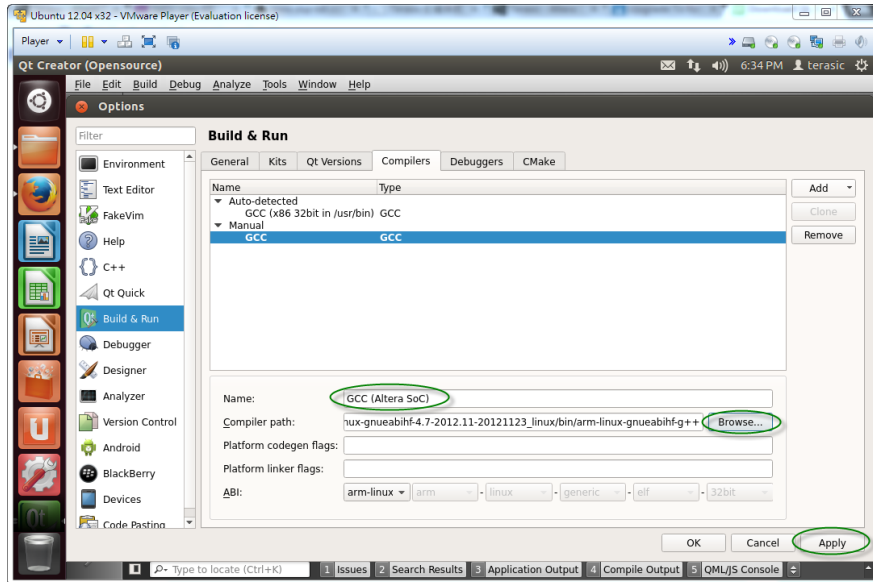 Ubuntu 12.04 x32 - VMware Player (Evaluation license)
Player
Qt Creator (Opensource)
6:34 PM terasic
File Edit Build Debug Analyze Tools Window Help
Options
Filter
Build & Run
Environment
Text Editor
FakeVim
Help
C++
Qt Quick
Build & Run
Debugger
Designer
Analyzer
Version Control
Android
BlackBerry
Devices
Code Pasting
General Kits Qt Versions Compilers Debuggers CMake
Name Type
Auto-detected
GCC (x86 32bit in /usr/bin) GCC
Manual
GCC GCC
Add
Clone
Remove
Name: GCC (Altera SoC)
Compiler path: nux-gnueabihf-4.7-2012.11-20121123_linux/bin/arm-linux-gnueabihf-g++ Browse...
Platform codegen flags:
Platform linker flags:
ABI: arm-linux arm - linux - generic - elf - 32bit
OK Cancel Apply
Type to locate (Ctrl+K) 1 Issues 2 Search Results 3 Application Output 4 Compile Output 5 QML/JS Console